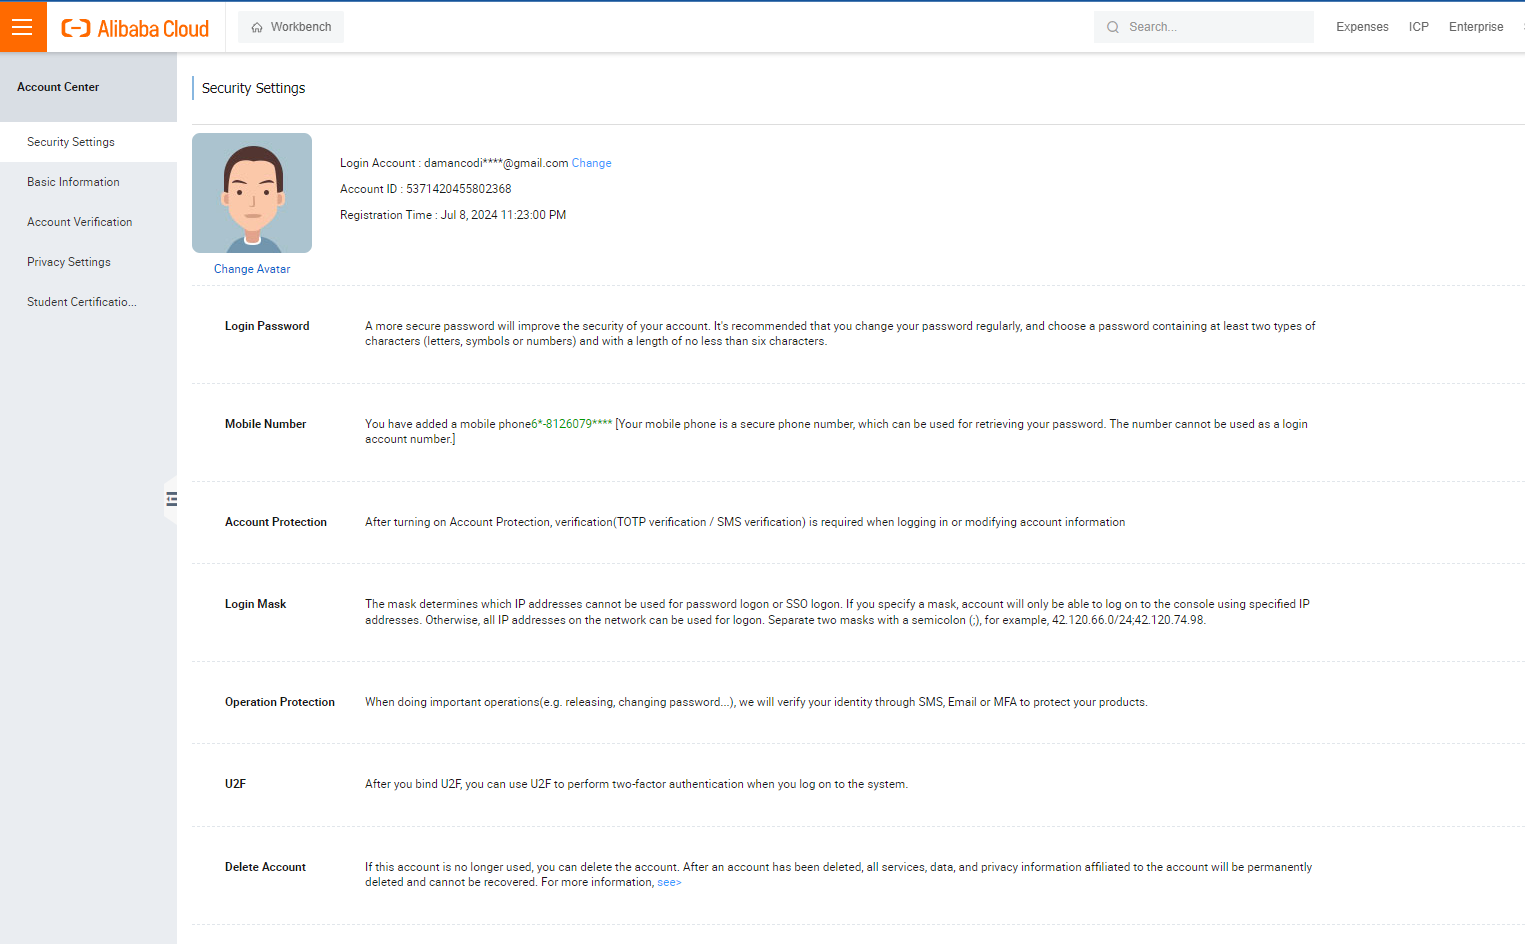 Alibaba Cloud
Workbench
Search...
Expenses
ICP
Enterprise
Account Center
Security Settings
Basic Information
Account Verification
Privacy Settings
Student Certificatio...
Security Settings
Login Account : damancodi****@gmail.com Change
Account ID : 5371420455802368
Registration Time : Jul 8, 2024 11:23:00 PM
Change Avatar
Login Password
A more secure password will improve the security of your account. It's recommended that you change your password regularly, and choose a password containing at least two types of
characters (letters, symbols or numbers) and with a length of no less than six characters.
Mobile Number
You have added a mobile phone6*-8126079**** [Your mobile phone is a secure phone number, which can be used for retrieving your password. The number cannot be used as a login
account number.]
Account Protection
After turning on Account Protection, verification(TOTP verification / SMS verification) is required when logging in or modifying account information
Login Mask
The mask determines which IP addresses cannot be used for password logon or SSO logon. If you specify a mask, account will only be able to log on to the console using specified IP
addresses. Otherwise, all IP addresses on the network can be used for logon. Separate two masks with a semicolon (;), for example, 42.120.66.0/24;42.120.74.98.
Operation Protection
When doing important operations(e.g. releasing, changing password...), we will verify your identity through SMS, Email or MFA to protect your products.
U2F
After you bind U2F, you can use U2F to perform two-factor authentication when you log on to the system.
Delete Account
If this account is no longer used, you can delete the account. After an account has been deleted, all services, data, and privacy information affiliated to the account will be permanently
deleted and cannot be recovered. For more information, see>